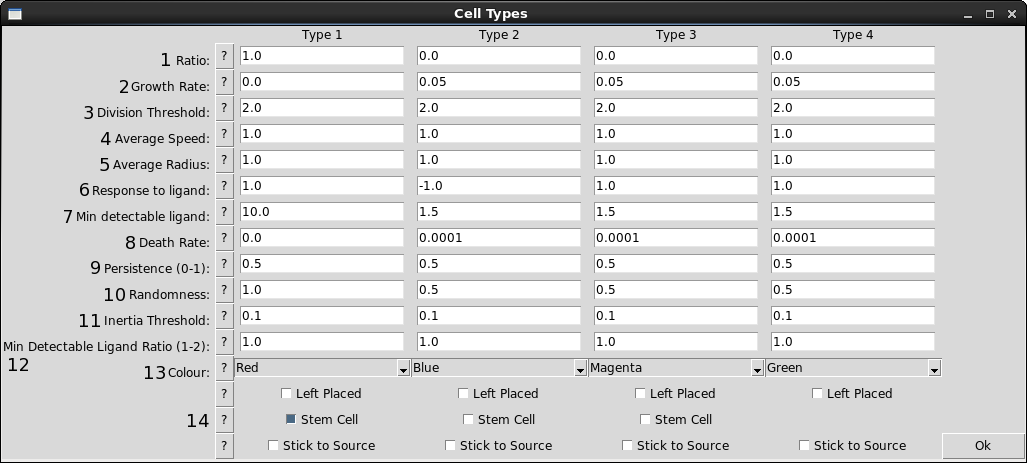 Cell Types
Type 1 Type 2 Type 3 Type 4
1 Ratio: ? 1.0 0.0 0.0 0.0
2 Growth Rate: ? 0.0 0.05 0.05 0.05
3 Division Threshold: ? 2.0 2.0 2.0 2.0
4 Average Speed: ? 1.0 1.0 1.0 1.0
5 Average Radius: ? 1.0 1.0 1.0 1.0
6 Response to ligand: ? 1.0 -1.0 1.0 1.0
7 Min detectable ligand: ? 10.0 1.5 1.5 1.5
8 Death Rate: ? 0.0 0.0001 0.0001 0.0001
9 Persistence (0-1): ? 0.5 0.5 0.5 0.5
10 Randomness: ? 1.0 0.5 0.5 0.5
11 Inertia Threshold: ? 0.1 0.1 0.1 0.1
Min Detectable Ligand Ratio (1-2): ? 1.0 1.0 1.0 1.0
12 13 Colour: ? Red Blue Magenta Green
? Left Placed Left Placed Left Placed Left Placed
14 ? Stem Cell Stem Cell Stem Cell
? Stick to Source Stick to Source Stick to Source Stick to Source Ok